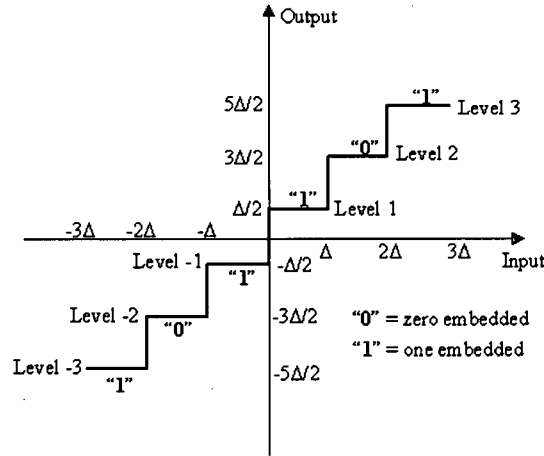 Output
5Δ/2
“1”
Level 3
3Δ/2
“0”
Level 2
Δ/2
“1”
Level 1
-3Δ -2Δ -Δ
Δ 2Δ 3Δ
Input
Level -1
“1”
-Δ/2
Level -2
“0”
-3Δ/2
Level -3
“1”
-5Δ/2
“0” = zero embedded
“1” = one embedded